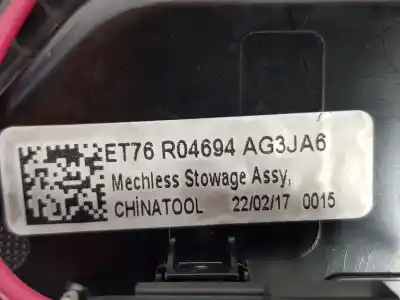 ET76 R04694 AG3JA6
Mechless Stowage Assy,
CHINATOOL 22/02/17 0015